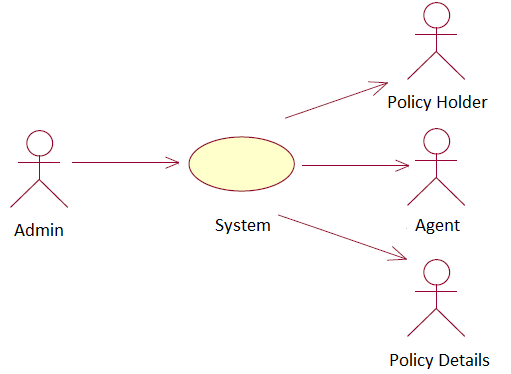 Policy Holder
Admin
System
Agent
Policy Details